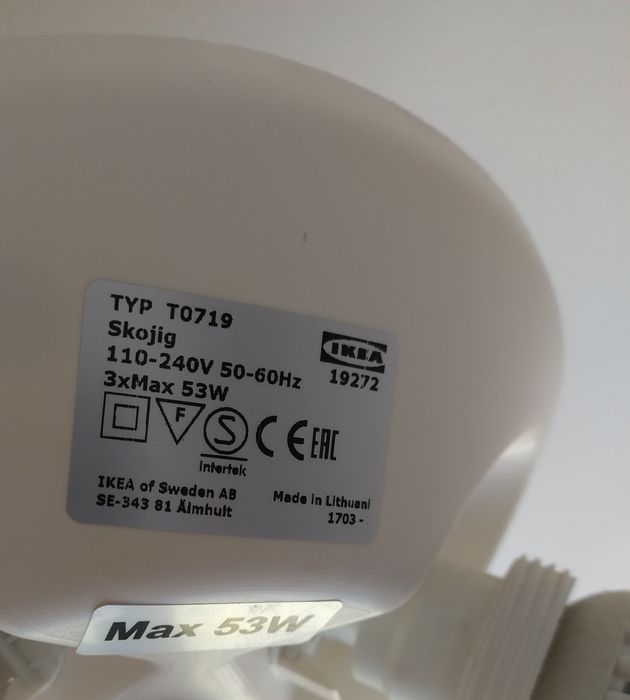 TYP T0719
Skojig
110-240V 50-60Hz
3xMax 53W
IKEA
19272
F
S
Intertek
CE
EAC
IKEA of Sweden AB
SE-343 81 Älmhult
Made in Lithuani
1703 -
Max 53W